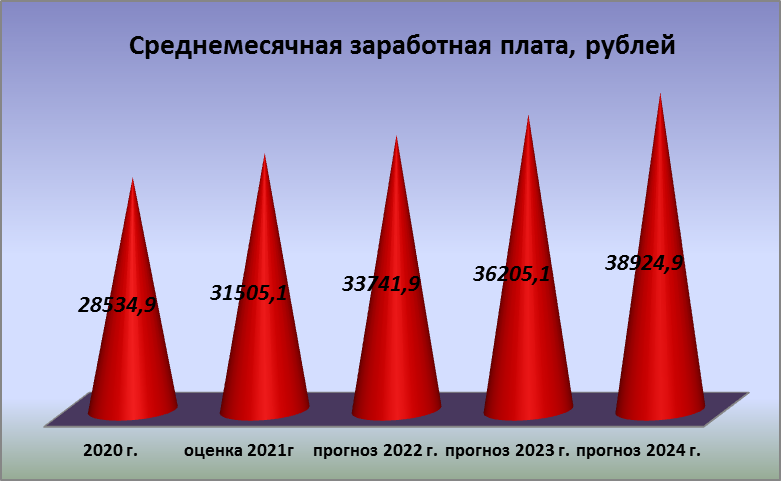 Среднемесячная заработная плата, рублей
28534,9
31505,1
33741,9
36205,1
38924,9
2020 г.
оценка 2021г
прогноз 2022 г.
прогноз 2023 г.
прогноз 2024 г.